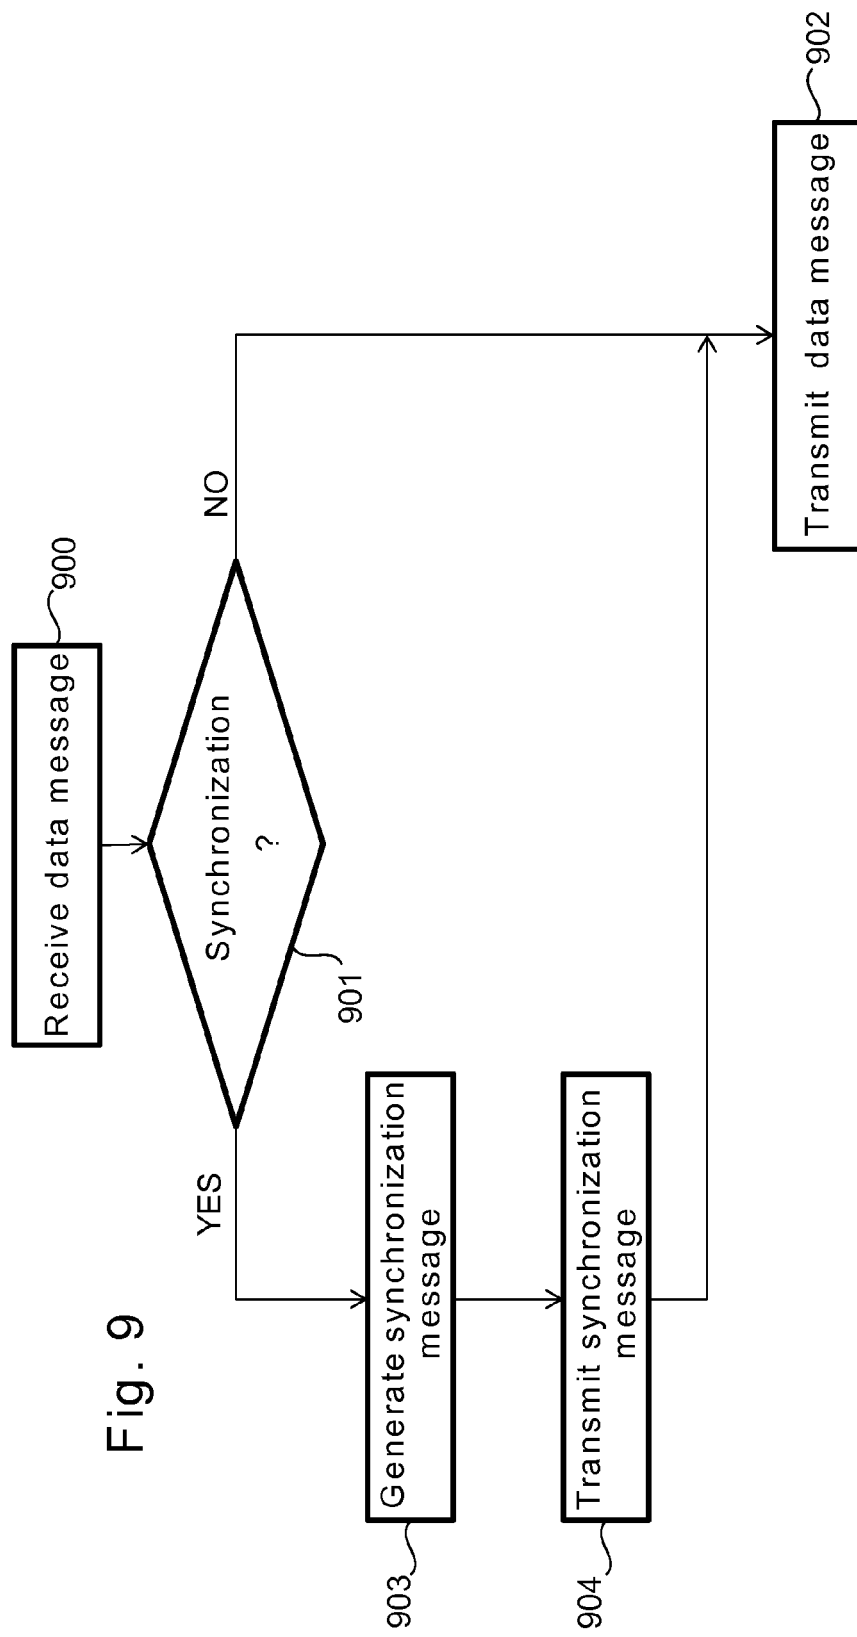 Fig. 9
Receive data message
900
Synchronization
?
901
YES
NO
Generate synchronization
message
903
Transmit synchronization
message
904
Transmit data message
902